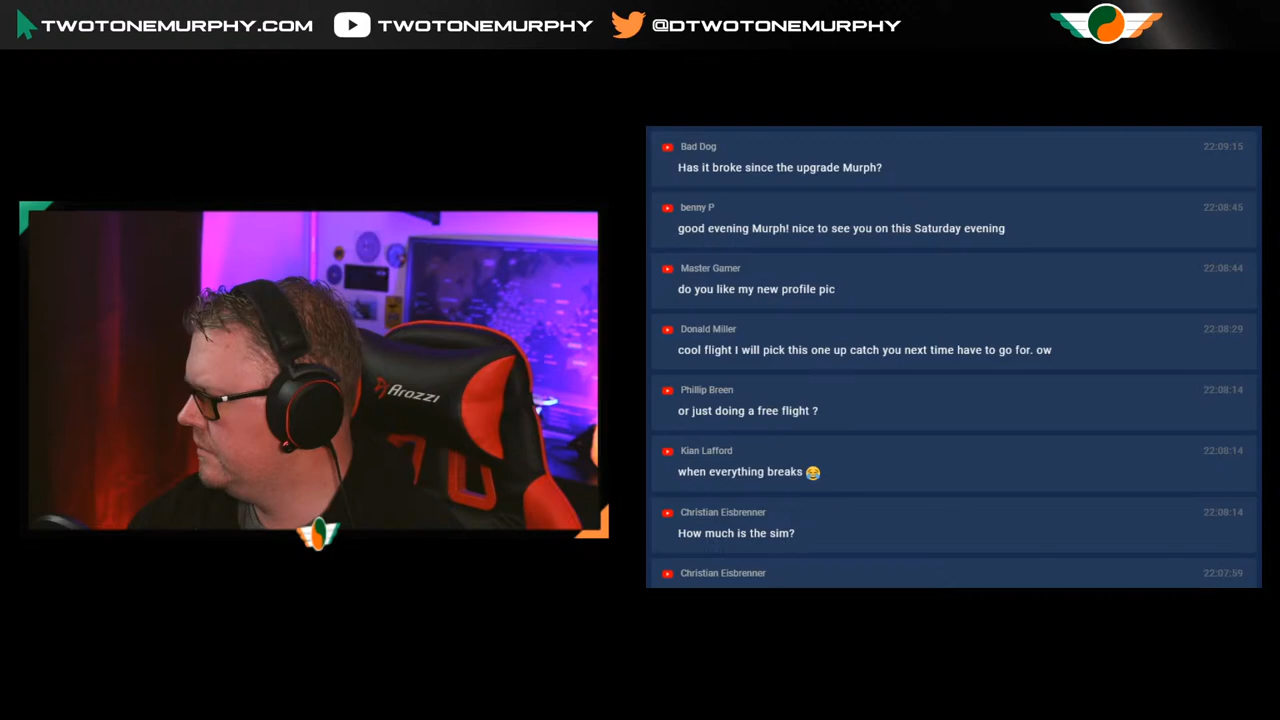 TWOTONEMURPHY.COM
TWOTONEMURPHY
@DTWOTONEMURPHY
Arozzi
Bad Dog 22:09:15
Has it broke since the upgrade Murph?
benny P 22:08:45
good evening Murph! nice to see you on this Saturday evening
Master Gamer 22:08:44
do you like my new profile pic
Donald Miller 22:08:29
cool flight I will pick this one up catch you next time have to go for. ow
Phillip Breen 22:08:14
or just doing a free flight ?
Kian Lafford 22:08:14
when everything breaks 😂
Christian Eisbrenner 22:08:14
How much is the sim?
Christian Eisbrenner 22:07:59